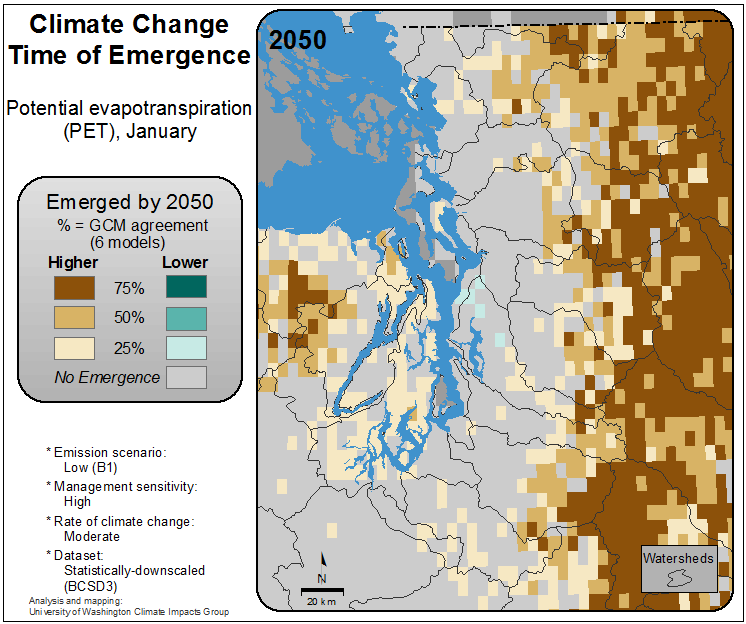 Climate Change
Time of Emergence
Potential evapotranspiration
(PET), January
Emerged by 2050
% = GCM agreement
(6 models)
Higher Lower
75%
50%
25%
No Emergence
* Emission scenario:
Low (B1)
* Management sensitivity:
High
* Rate of climate change:
Moderate
* Dataset:
Statistically-downscaled
(BCSD3)
Analysis and mapping:
University of Washington Climate Impacts Group
2050
N
20 km
Watersheds